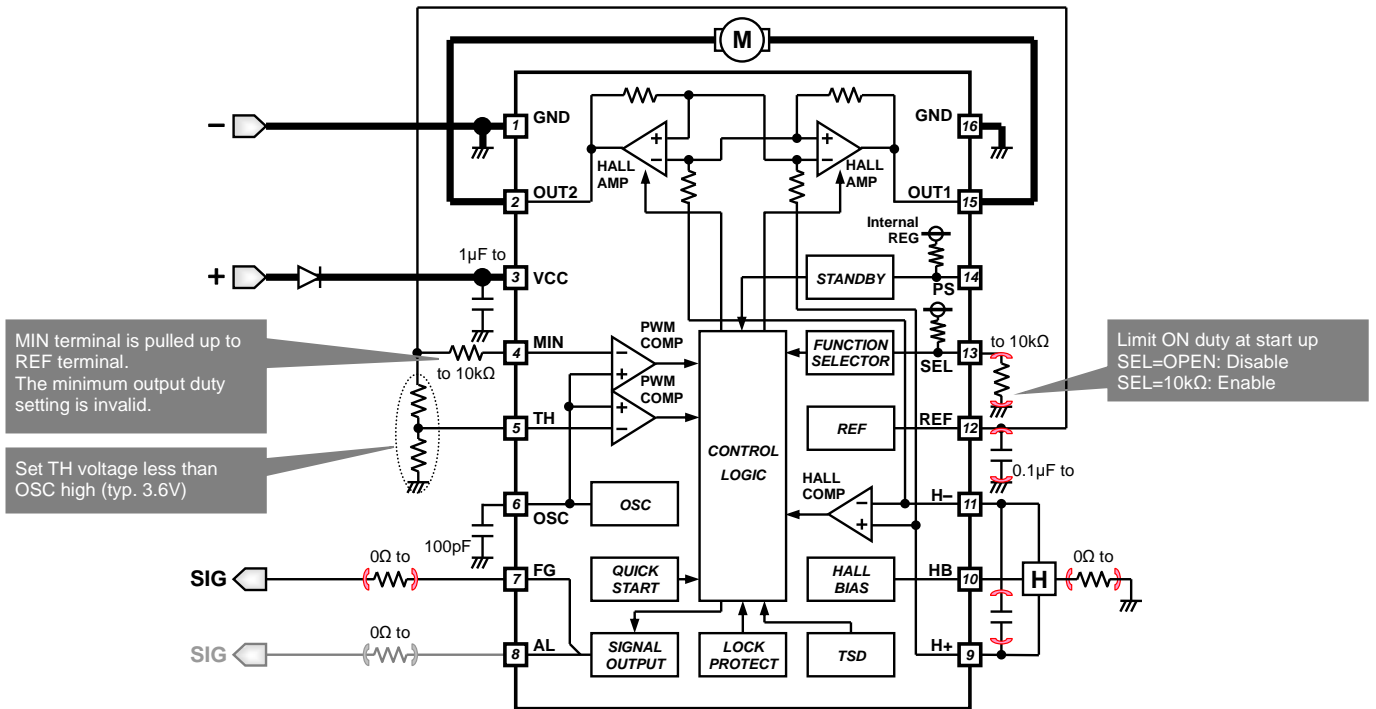 M
–
1
GND
GND
16
HALL
AMP
HALL
AMP
2
OUT2
OUT1
15
Internal
REG
1μF to
+
3
VCC
STANDBY
14
PS
MIN terminal is pulled up to
REF terminal.
The minimum output duty
setting is invalid.
4
MIN
to 10kΩ
PWM
COMP
PWM
COMP
FUNCTION
SELECTOR
13
SEL
to 10kΩ
Limit ON duty at start up
SEL=OPEN: Disable
SEL=10kΩ: Enable
5
TH
REF
REF
12
CONTROL
LOGIC
0.1μF to
Set TH voltage less than
OSC high (typ. 3.6V)
HALL
COMP
H–
11
6
OSC
OSC
100pF
SIG
0Ω to
7
FG
QUICK
START
HALL
BIAS
HB
10
H
0Ω to
SIG
0Ω to
8
AL
SIGNAL
OUTPUT
LOCK
PROTECT
TSD
H+
9
+
–
+
–
–
+
+
–
–
+